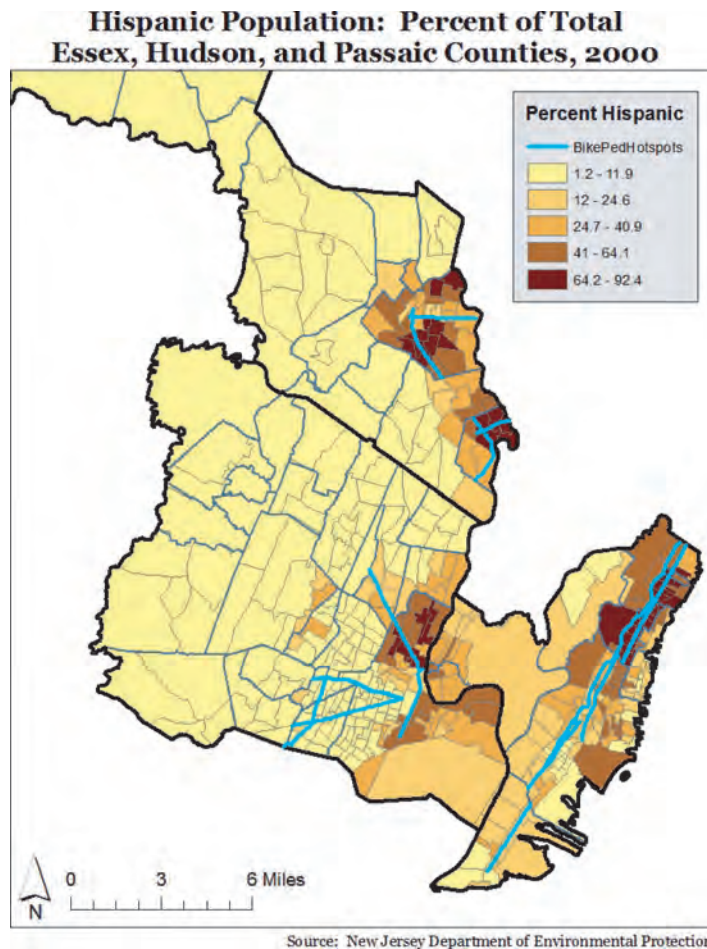 Hispanic Population: Percent of Total
Essex, Hudson, and Passaic Counties, 2000
Percent Hispanic
BikePedHotspots
1.2 - 11.9
12 - 24.6
24.7 - 40.9
41 - 64.1
64.2 - 92.4
0 3 6 Miles
N
Source: New Jersey Department of Environmental Protection